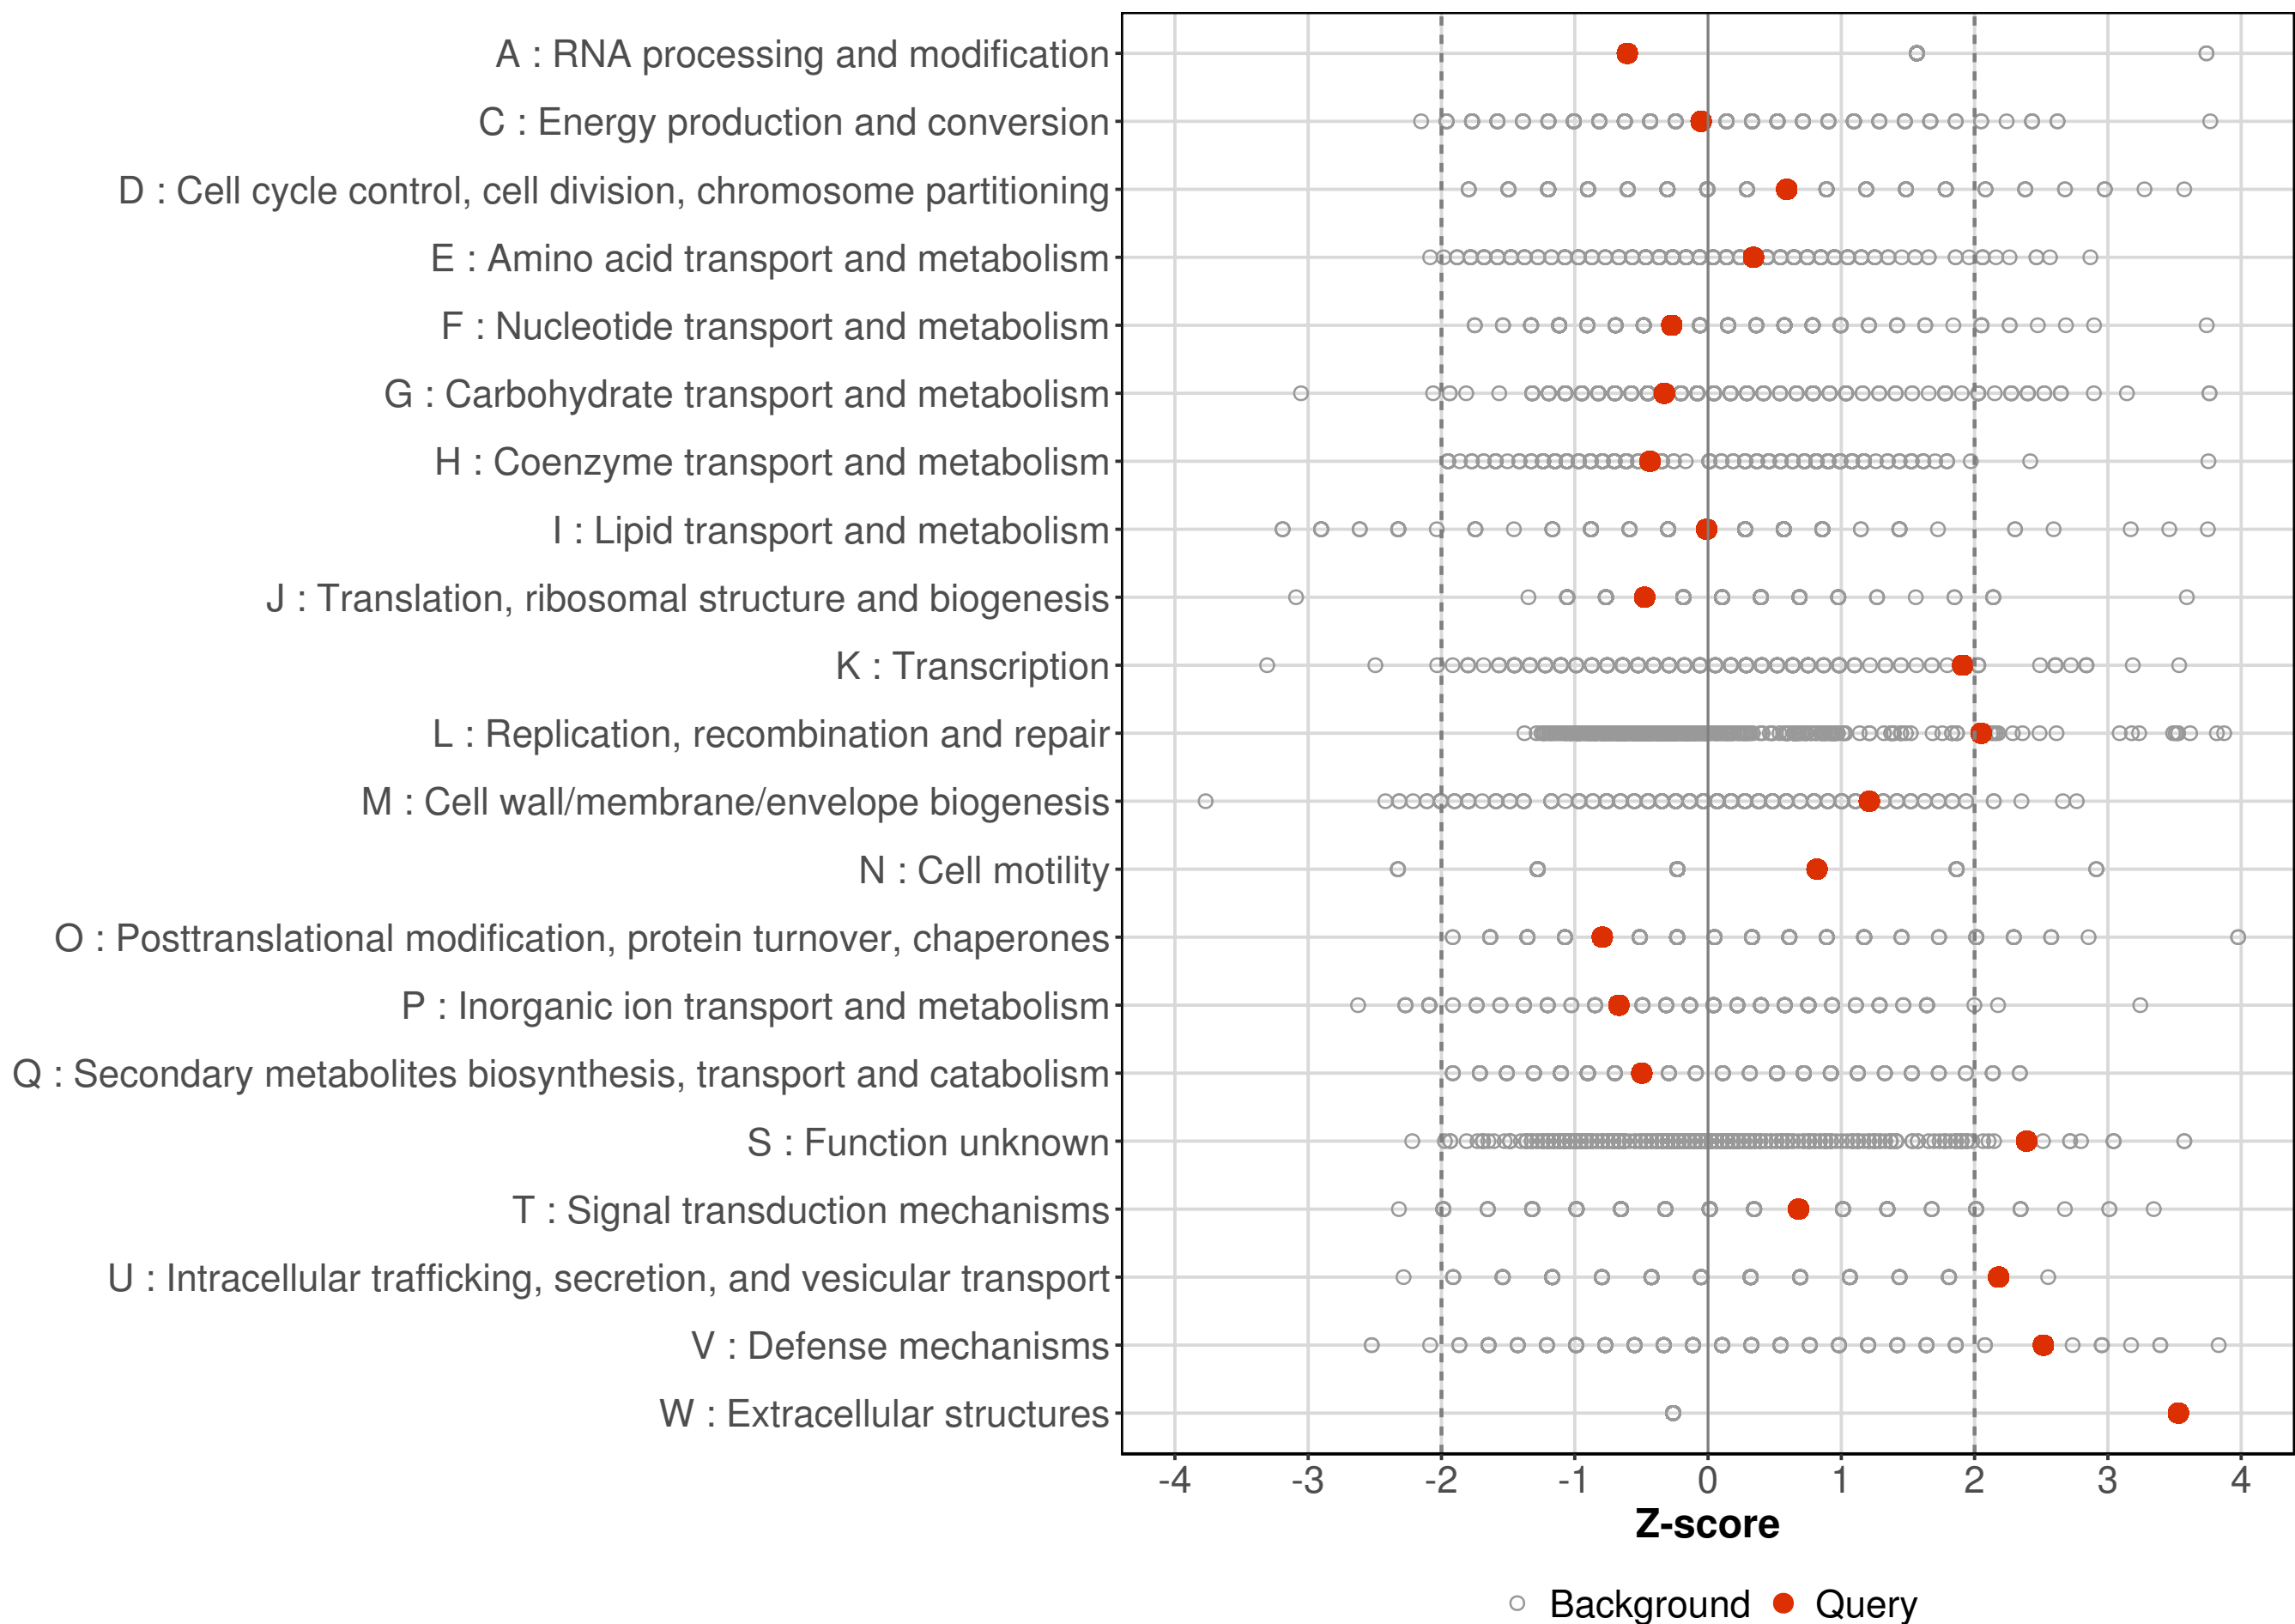 A : RNA processing and modification
C : Energy production and conversion
D : Cell cycle control, cell division, chromosome partitioning
E : Amino acid transport and metabolism
F : Nucleotide transport and metabolism
G : Carbohydrate transport and metabolism
H : Coenzyme transport and metabolism
I : Lipid transport and metabolism
J : Translation, ribosomal structure and biogenesis
K : Transcription
L : Replication, recombination and repair
M : Cell wall/membrane/envelope biogenesis
N : Cell motility
O : Posttranslational modification, protein turnover, chaperones
P : Inorganic ion transport and metabolism
Q : Secondary metabolites biosynthesis, transport and catabolism
S : Function unknown
T : Signal transduction mechanisms
U : Intracellular trafficking, secretion, and vesicular transport
V : Defense mechanisms
W : Extracellular structures
-4 -3 -2 -1 0 1 2 3 4
Z-score
Background Query